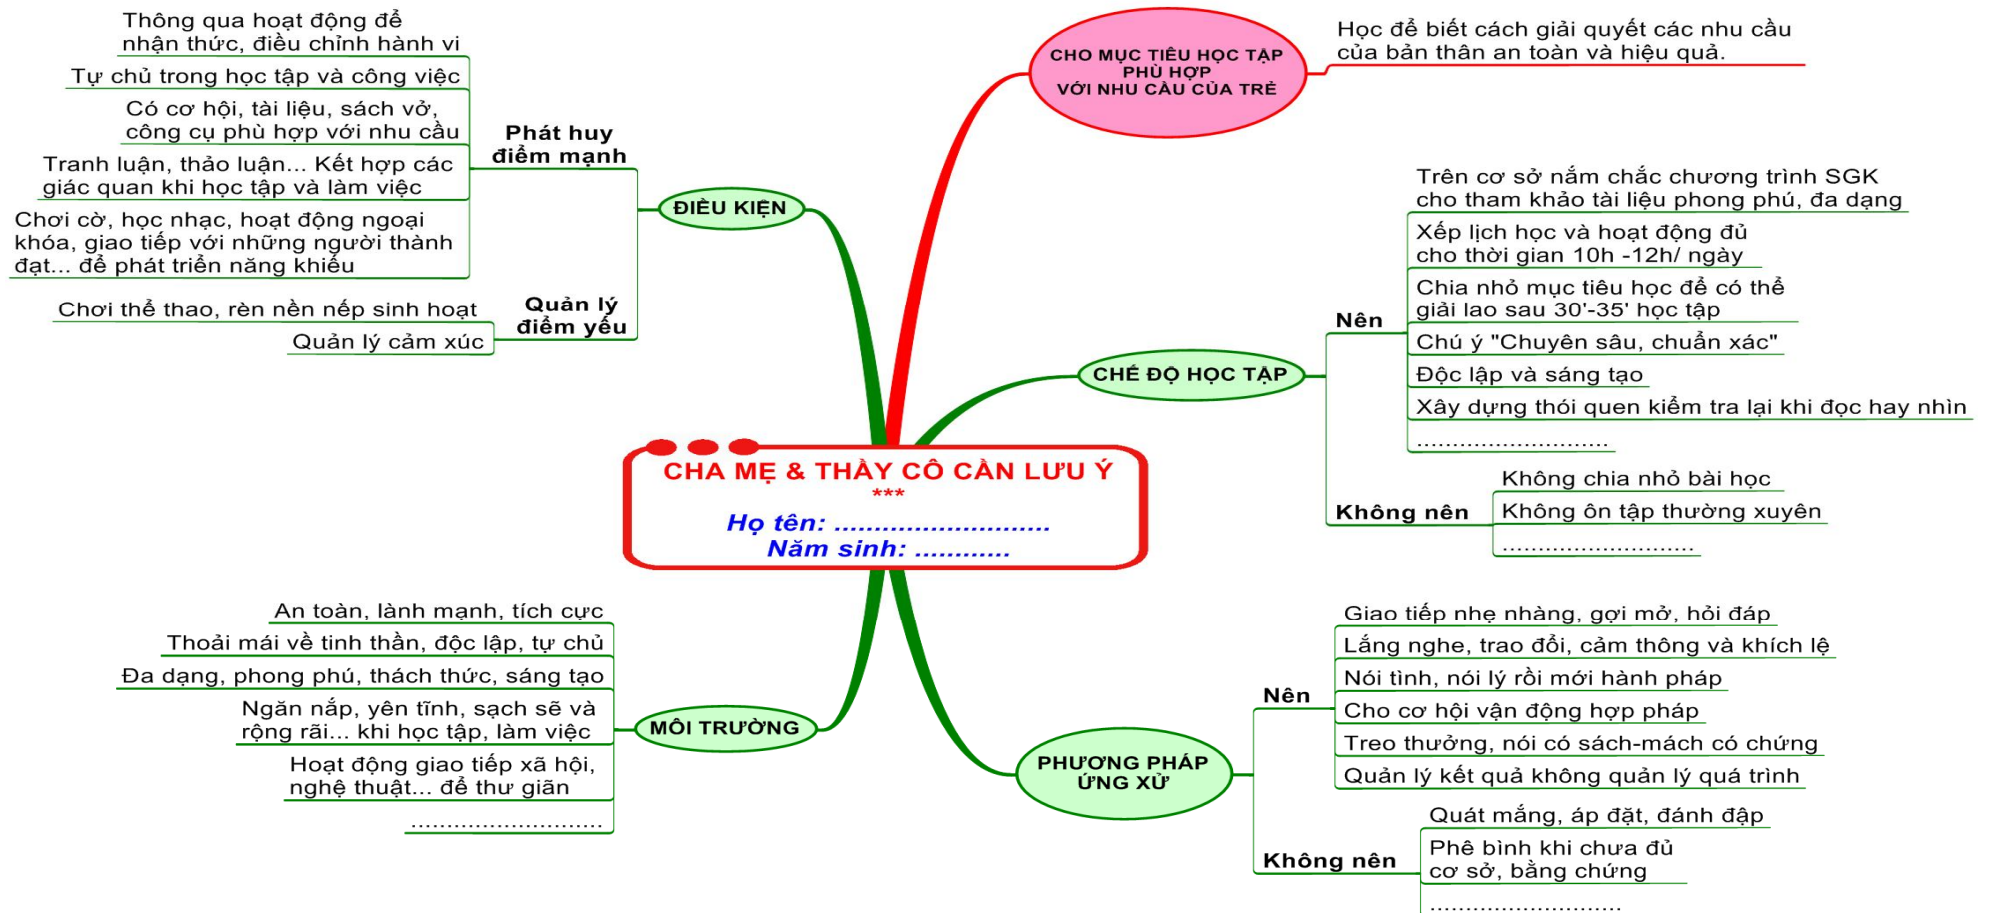 CHA MẸ & THẦY CÔ CẦN LƯU Ý
***
Họ tên: ...........................
Năm sinh: ............
CHO MỤC TIÊU HỌC TẬP
PHÙ HỢP
VỚI NHU CẦU CỦA TRẺ
Học để biết cách giải quyết các nhu cầu
của bản thân an toàn và hiệu quả.
CHẾ ĐỘ HỌC TẬP
Nên
Trên cơ sở nắm chắc chương trình SGK
cho tham khảo tài liệu phong phú, đa dạng
Xếp lịch học và hoạt động đủ
cho thời gian 10h -12h/ ngày
Chia nhỏ mục tiêu học để có thể
giải lao sau 30'-35' học tập
Chú ý "Chuyên sâu, chuẩn xác"
Độc lập và sáng tạo
Xây dựng thói quen kiểm tra lại khi đọc hay nhìn
...........................
Không nên
Không chia nhỏ bài học
Không ôn tập thường xuyên
...........................
PHƯƠNG PHÁP
ỨNG XỬ
Nên
Giao tiếp nhẹ nhàng, gợi mở, hỏi đáp
Lắng nghe, trao đổi, cảm thông và khích lệ
Nói tình, nói lý rồi mới hành pháp
Cho cơ hội vận động hợp pháp
Treo thưởng, nói có sách-mách có chứng
Quản lý kết quả không quản lý quá trình
Không nên
Quát mắng, áp đặt, đánh đập
Phê bình khi chưa đủ
cơ sở, bằng chứng
...........................
ĐIỀU KIỆN
Phát huy
điểm mạnh
Thông qua hoạt động để
nhận thức, điều chỉnh hành vi
Tự chủ trong học tập và công việc
Có cơ hội, tài liệu, sách vở,
công cụ phù hợp với nhu cầu
Tranh luận, thảo luận... Kết hợp các
giác quan khi học tập và làm việc
Chơi cờ, học nhạc, hoạt động ngoại
khóa, giao tiếp với những người thành
đạt... để phát triển năng khiếu
Quản lý
điểm yếu
Chơi thể thao, rèn nền nếp sinh hoạt
Quản lý cảm xúc
MÔI TRƯỜNG
An toàn, lành mạnh, tích cực
Thoải mái về tinh thần, độc lập, tự chủ
Đa dạng, phong phú, thách thức, sáng tạo
Ngăn nắp, yên tĩnh, sạch sẽ và
rộng rãi... khi học tập, làm việc
Hoạt động giao tiếp xã hội,
nghệ thuật... để thư giãn
...........................